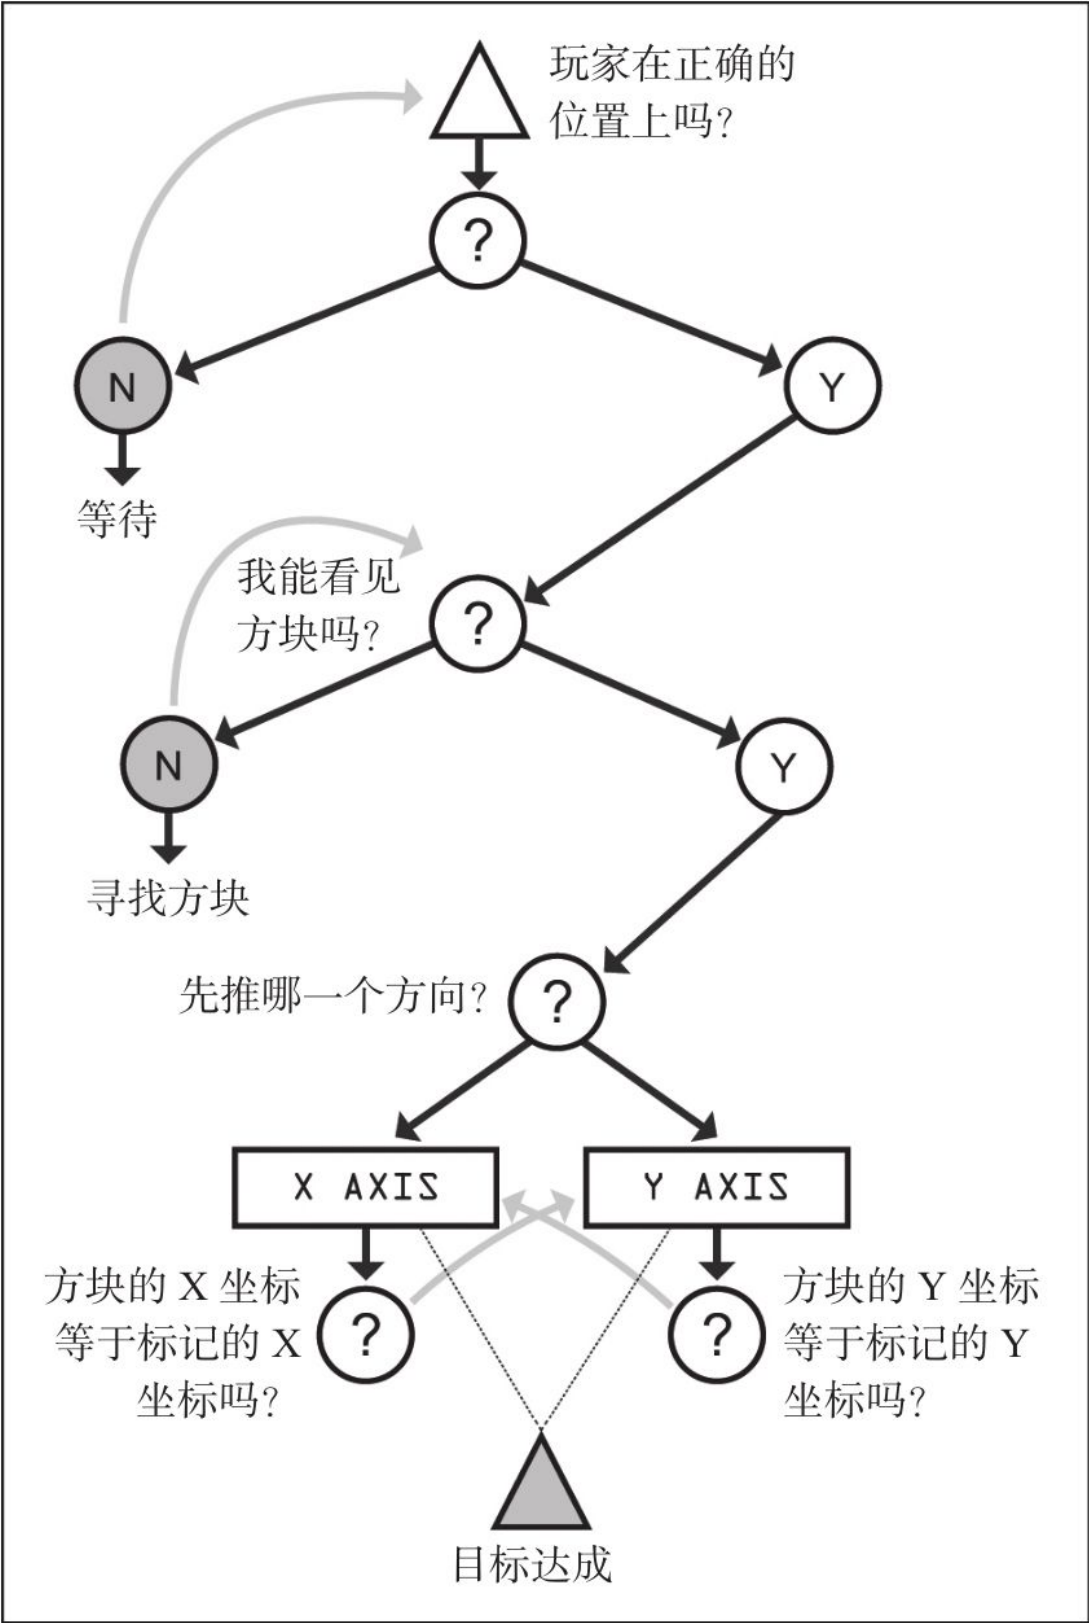 玩家在正确的
位置上吗？
?
N
Y
等待
我能看见
方块吗？
?
N
Y
寻找方块
先推哪一个方向？
?
X AXIS
Y AXIS
方块的 X 坐标
等于标记的 X
坐标吗？
?
?
方块的 Y 坐标
等于标记的 Y
坐标吗？
目标达成